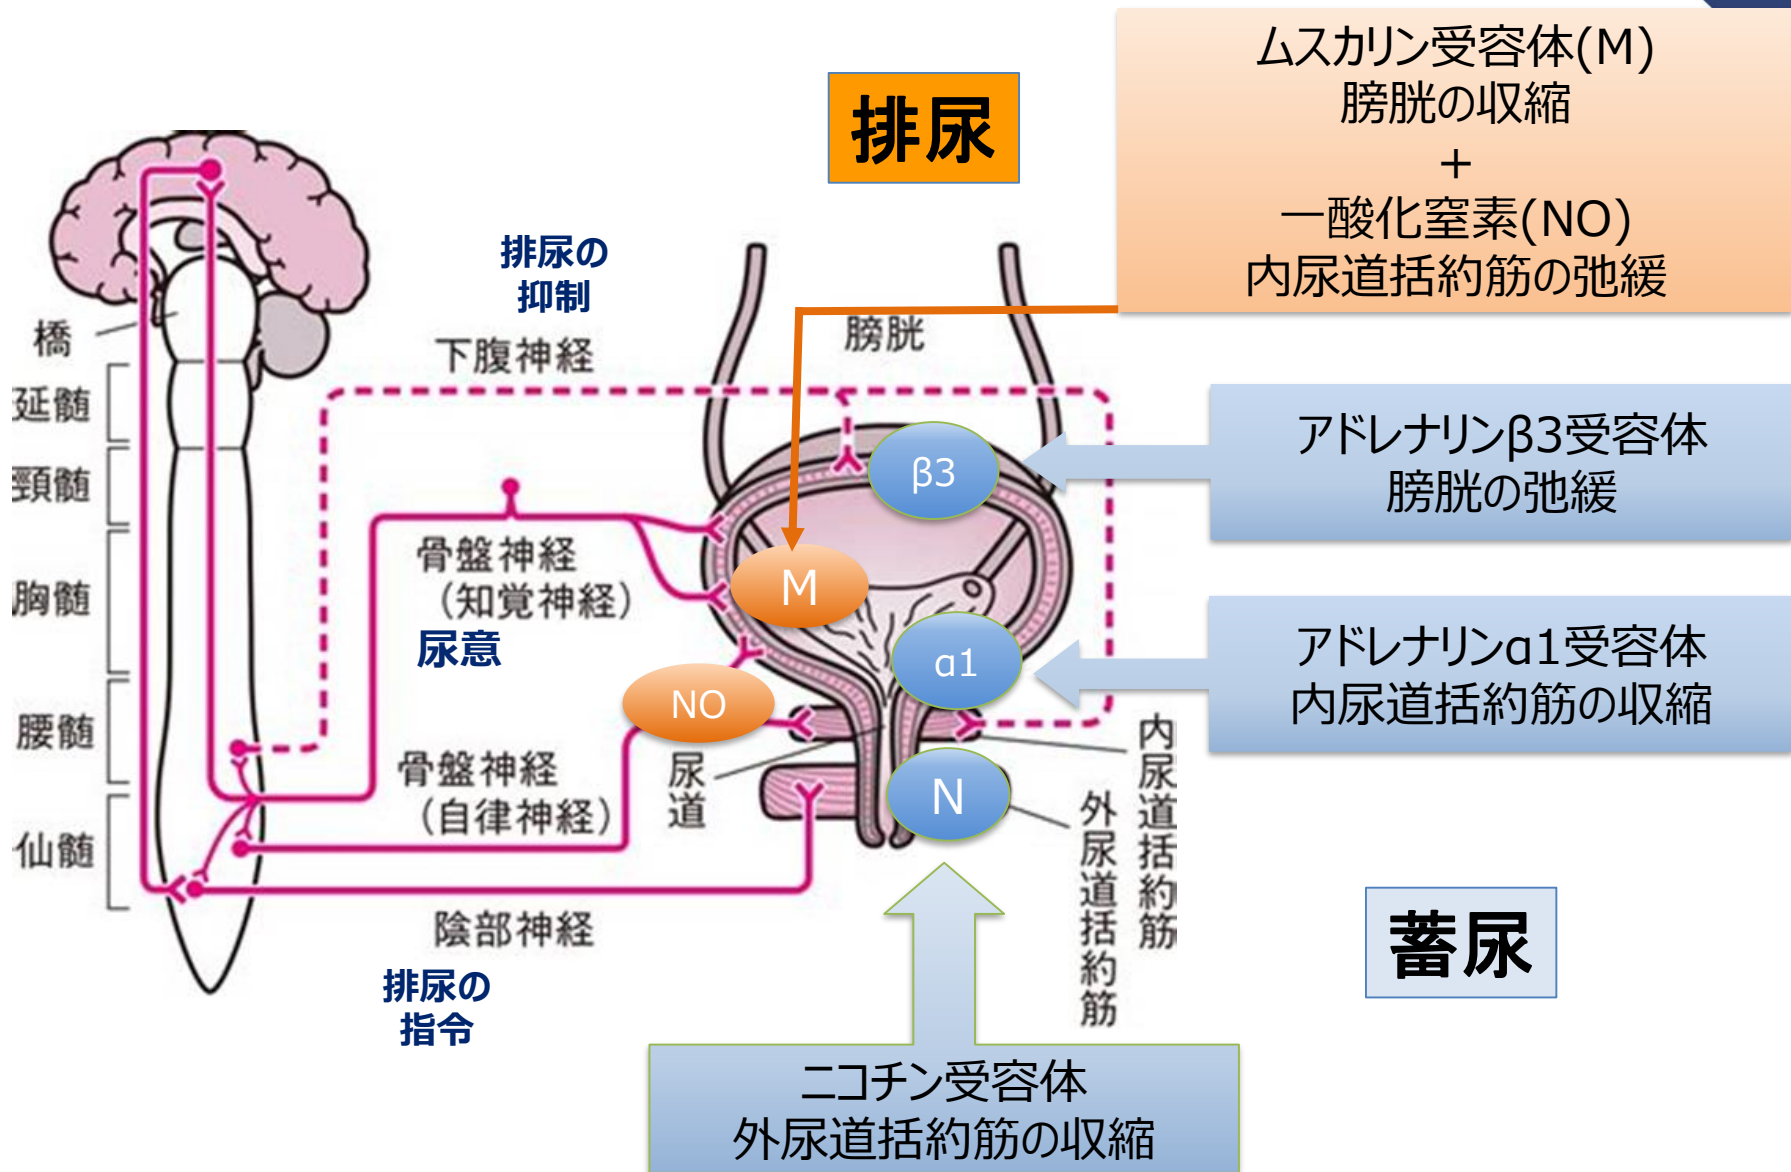 排尿
ムスカリン受容体(M)
膀胱の収縮
+
一酸化窒素(NO)
内尿道括約筋の弛緩
排尿の
抑制
下腹神経
膀胱
橋
延髄
頸髄
胸髄
腰髄
仙髄
β3
アドレナリンβ3受容体
膀胱の弛緩
骨盤神経
（知覚神経）
尿意
M
α1
アドレナリンα1受容体
内尿道括約筋の収縮
NO
骨盤神経
（自律神経）
尿道
N
内尿道括約筋
外尿道括約筋
陰部神経
排尿の
指令
蓄尿
ニコチン受容体
外尿道括約筋の収縮